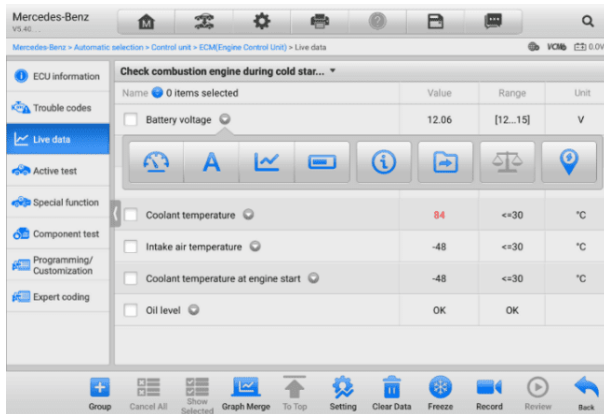 Mercedes-Benz
V5.40...
Mercedes-Benz > Automatic selection > Control unit > ECM(Engine Control Unit) > Live data
VCMI 0.0V
ECU information
Trouble codes
Live data
Active test
Special function
Component test
Programming/
Customization
Expert coding
Check combustion engine during cold star...
Name 0 items selected Value Range Unit
Battery voltage 12.06 [12...15] V
A
Coolant temperature 84 <=30 °C
Intake air temperature -48 <=30 °C
Coolant temperature at engine start -48 <=30 °C
Oil level OK OK
Group
Cancel All
Show
Selected
Graph Merge
To Top
Setting
Clear Data
Freeze
Record
Review
Back